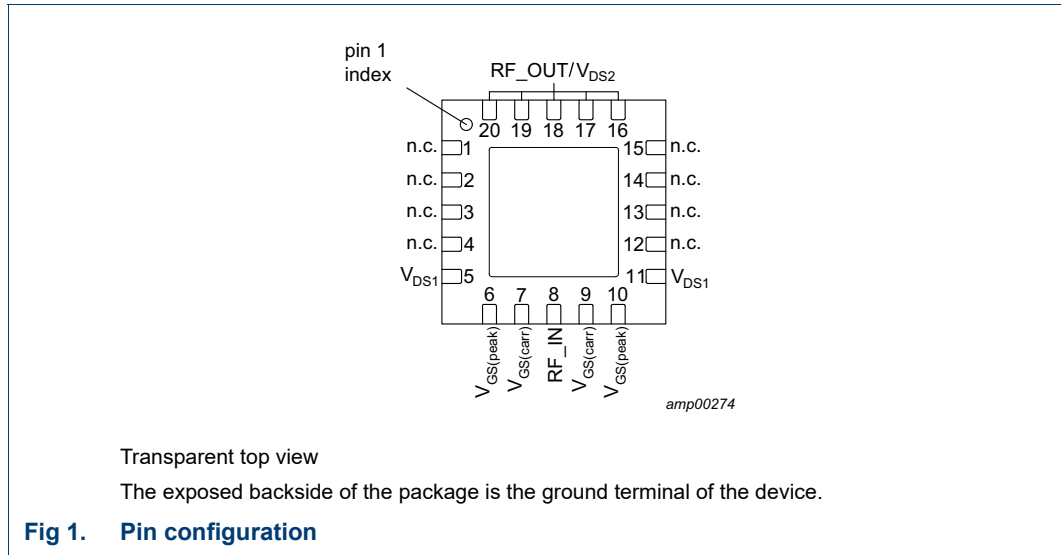 pin 1
index
RF_OUT/VDS2
20 19 18 17 16
n.c. 1 15 n.c.
n.c. 2 14 n.c.
n.c. 3 13 n.c.
n.c. 4 12 n.c.
VDS1 5 11 VDS1
6 7 8 9 10
VGS(peak) VGS(carr) RF_IN VGS(carr) VGS(peak)
amp00274
Transparent top view
The exposed backside of the package is the ground terminal of the device.
Fig 1. Pin configuration